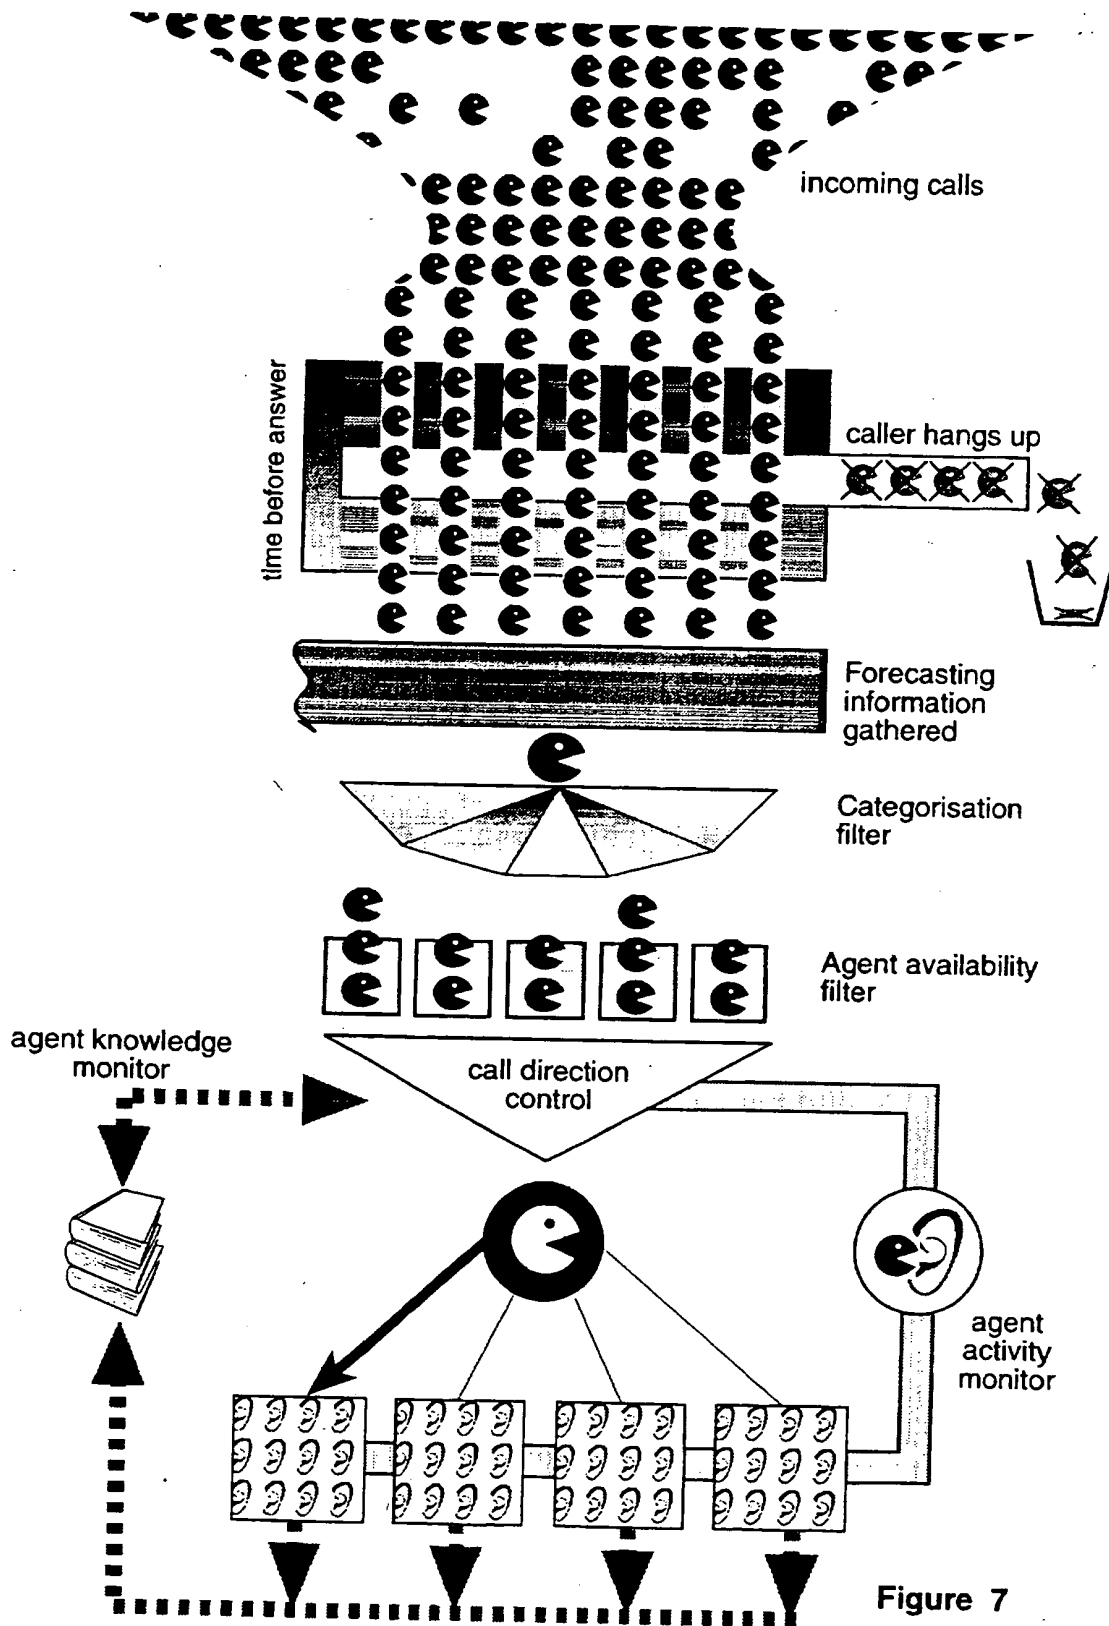 incoming calls
time before answer
caller hangs up
Forecasting
information
gathered
Categorisation
filter
Agent availability
filter
agent knowledge
monitor
call direction
control
agent
activity
monitor
Figure 7